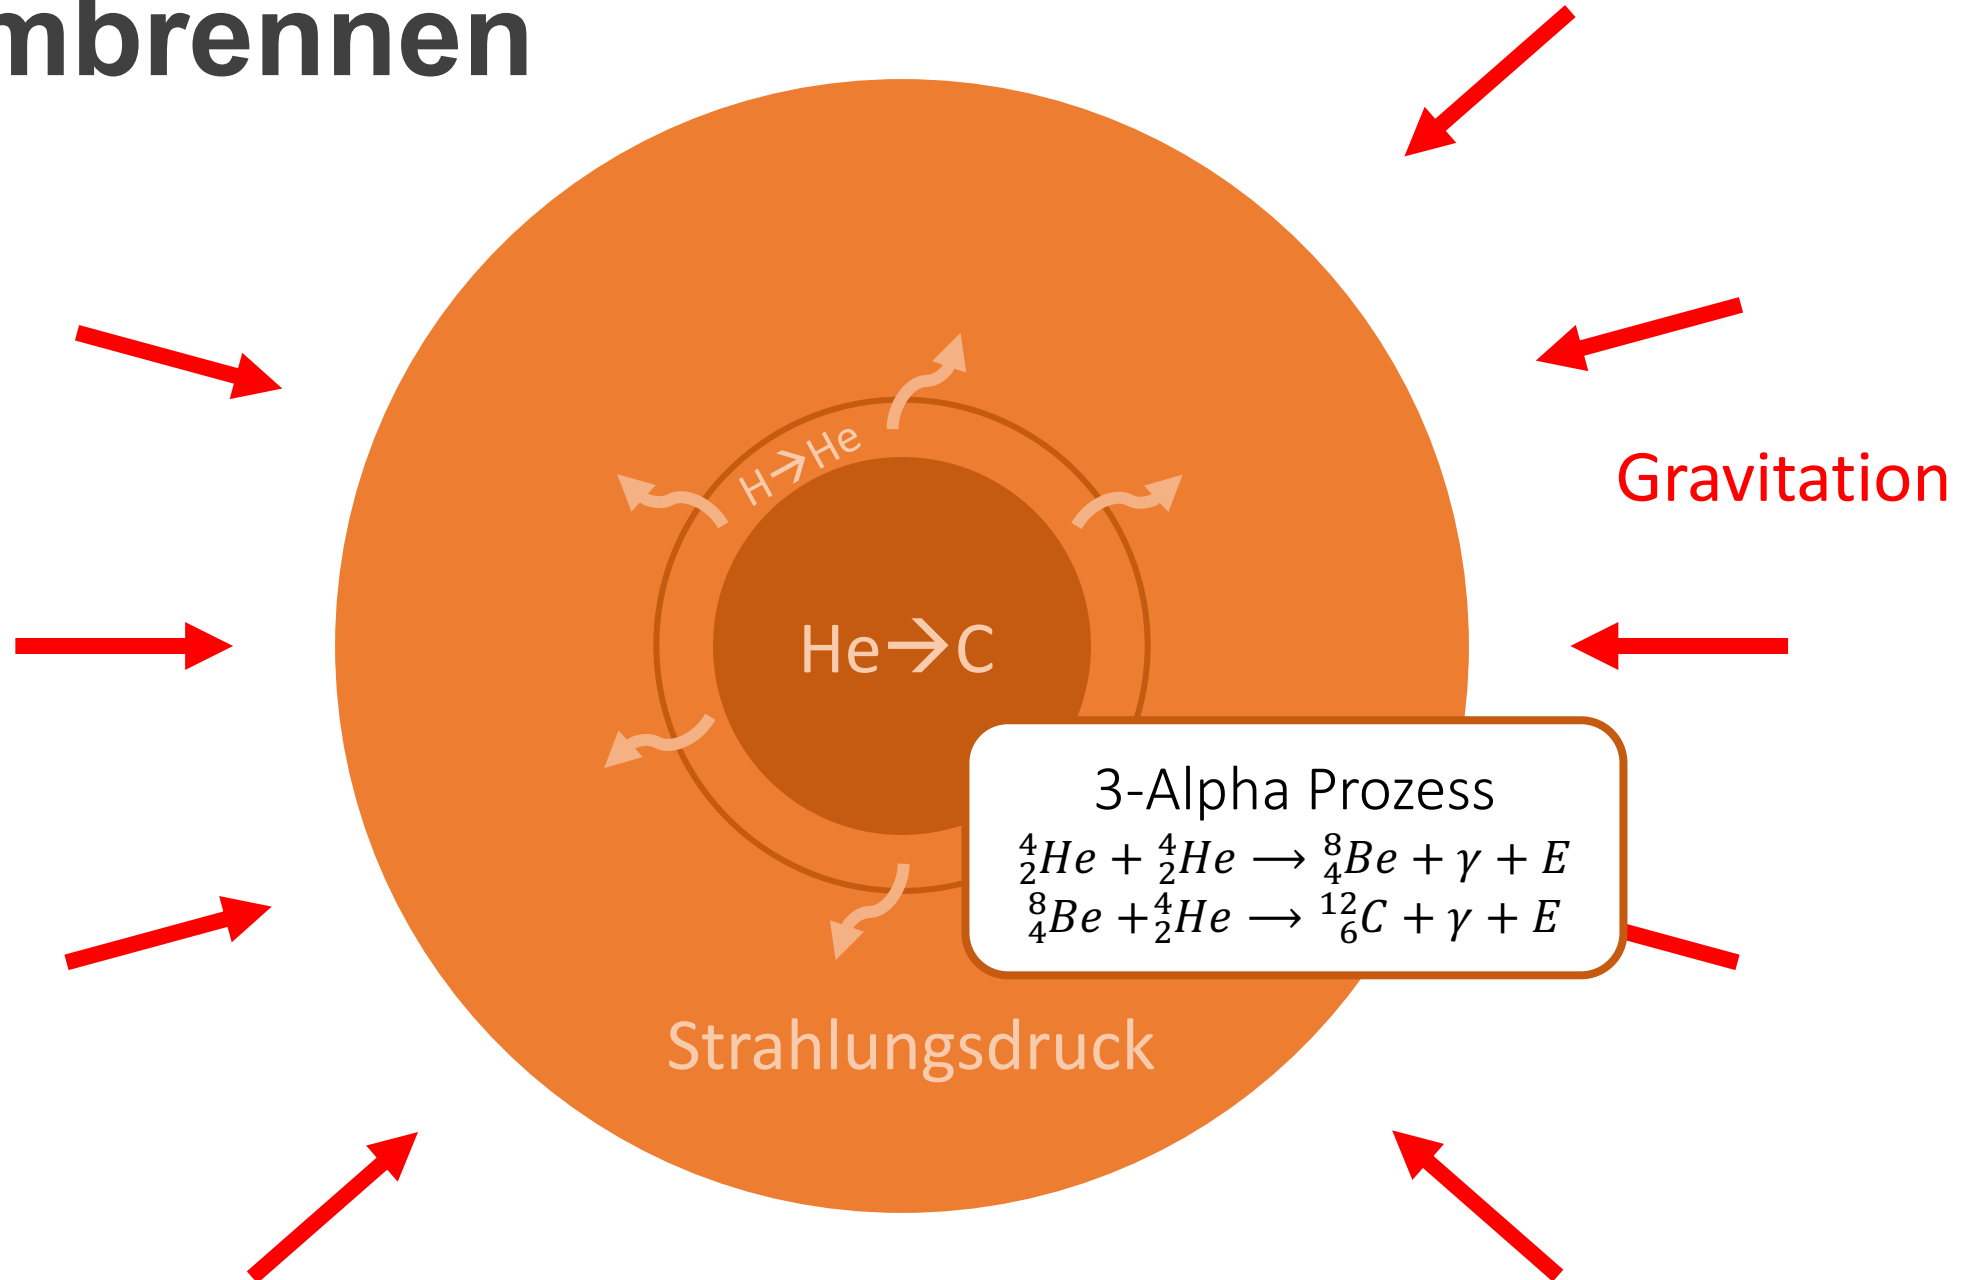 mbrennen
H→He
Gravitation
He→C
3-Alpha Prozess
⁴₂He + ⁴₂He ⟶ ⁸₄Be + γ + E
⁸₄Be + ⁴₂He ⟶ ¹²₆C + γ + E
Strahlungsdruck